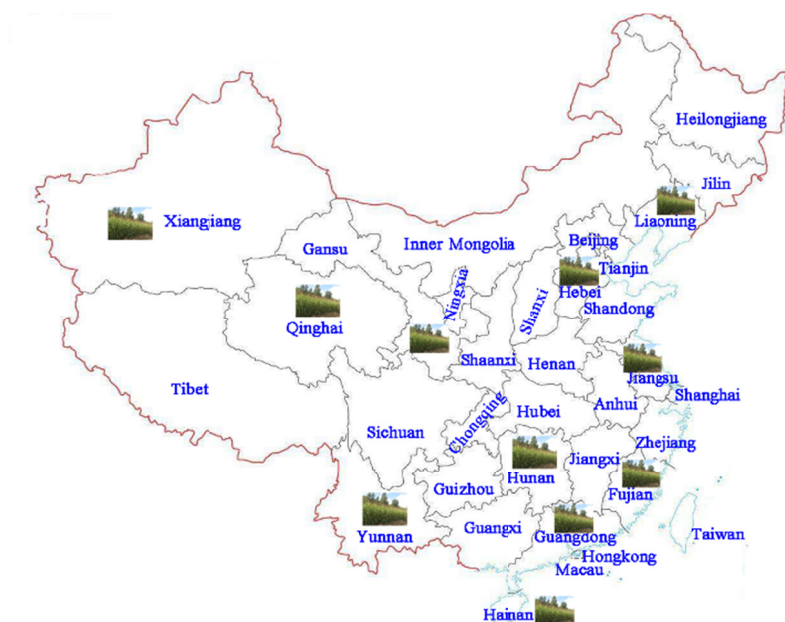 Heilongjiang
Jilin
Liaoning
Xiangjiang
Gansu
Inner Mongolia
Beijing
Tianjin
Hebei
Ningxia
Shanxi
Shandong
Qinghai
Shaanxi
Henan
Jiangsu
Shanghai
Tibet
Anhui
Hubei
Chongqing
Sichuan
Zhejiang
Jiangxi
Hunan
Guizhou
Fujian
Yunnan
Guangxi
Guangdong
Taiwan
Hongkong
Macau
Hainan